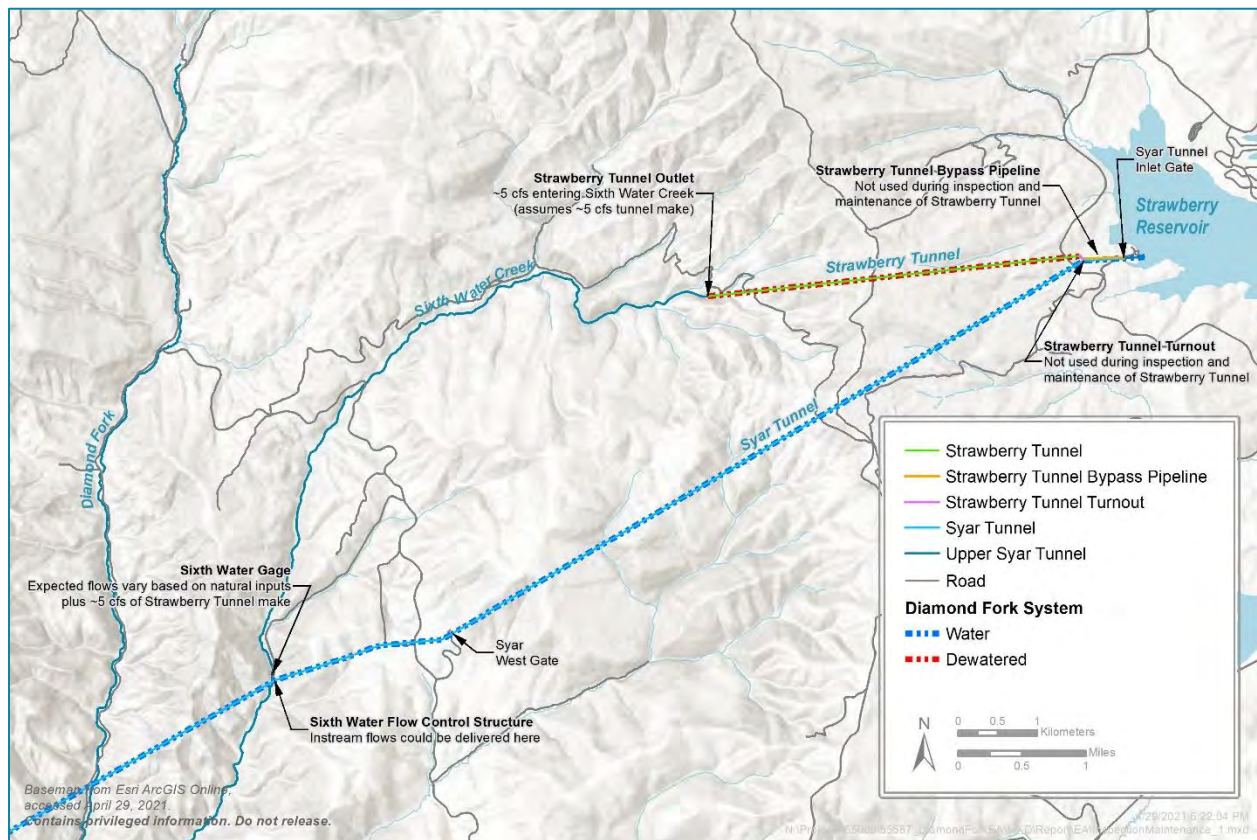 Strawberry Tunnel Outlet
~5 cfs entering Sixth Water Creek
(assumes ~5 cfs tunnel make)
Strawberry Tunnel Bypass Pipeline
Not used during inspection and
maintenance of Strawberry Tunnel
Syar Tunnel
Inlet Gate
Strawberry
Reservoir
Strawberry Tunnel
Sixth Water Creek
Strawberry Tunnel Turnout
Not used during inspection and
maintenance of Strawberry Tunnel
Diamond Fork
Syar Tunnel
Sixth Water Gage
Expected flows vary based on natural inputs
plus ~5 cfs of Strawberry Tunnel make
Syar
West Gate
Sixth Water Flow Control Structure
Instream flows could be delivered here
Strawberry Tunnel
Strawberry Tunnel Bypass Pipeline
Strawberry Tunnel Turnout
Syar Tunnel
Upper Syar Tunnel
Road
Diamond Fork System
Water
Dewatered
N
0 0.5 1
Kilometers
Miles
0 0.5 1
Basemap from Esri ArcGIS Online,
accessed April 29, 2021.
Contains privileged information. Do not release.
4/29/2021 6:22:04 PM